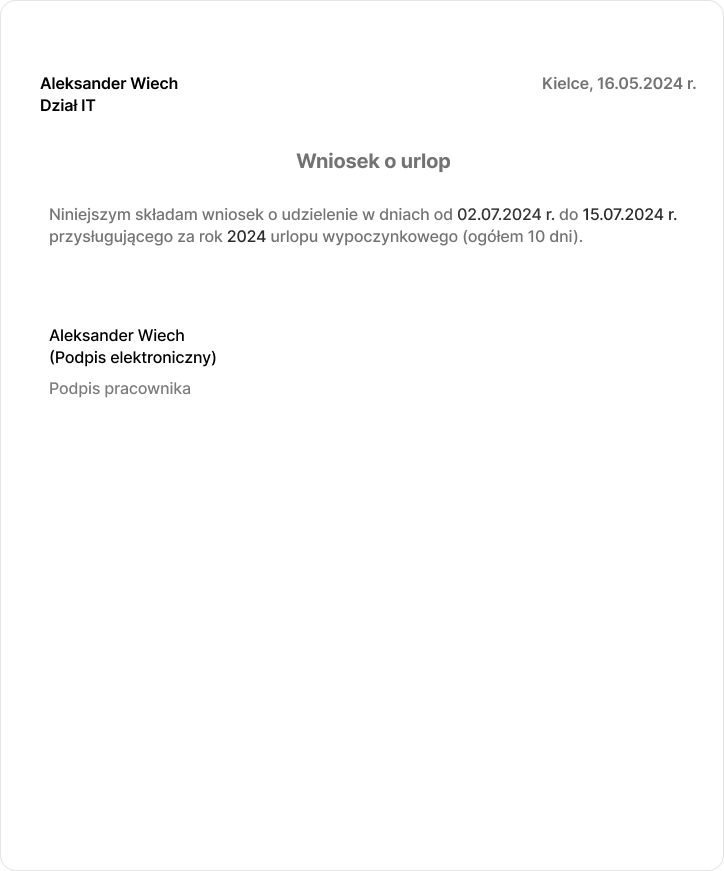 Aleksander Wiech
Dział IT
Kielce, 16.05.2024 r.
Wniosek o urlop
Niniejszym składam wniosek o udzielenie w dniach od 02.07.2024 r. do 15.07.2024 r.
przysługującego za rok 2024 urlopu wypoczynkowego (ogółem 10 dni).
Aleksander Wiech
(Podpis elektroniczny)
Podpis pracownika